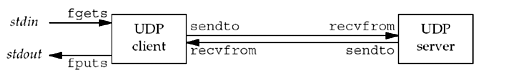 stdin
fgets
stdout
fputs
UDP
client
sendto
recvfrom
recvfrom
sendto
UDP
server